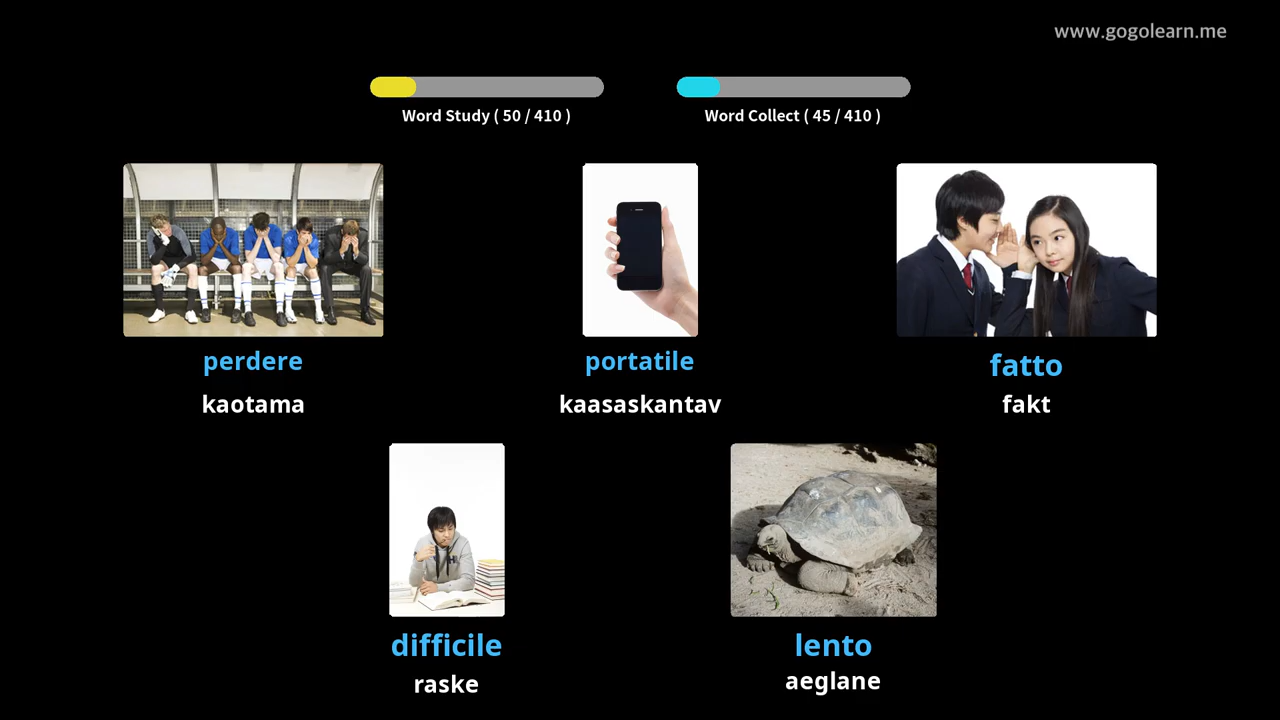 www.gogolearn.me
Word Study ( 50 / 410 )
Word Collect ( 45 / 410 )
perdere
kaotama
portatile
kaasaskantav
fatto
fakt
difficile
raske
lento
aeglane